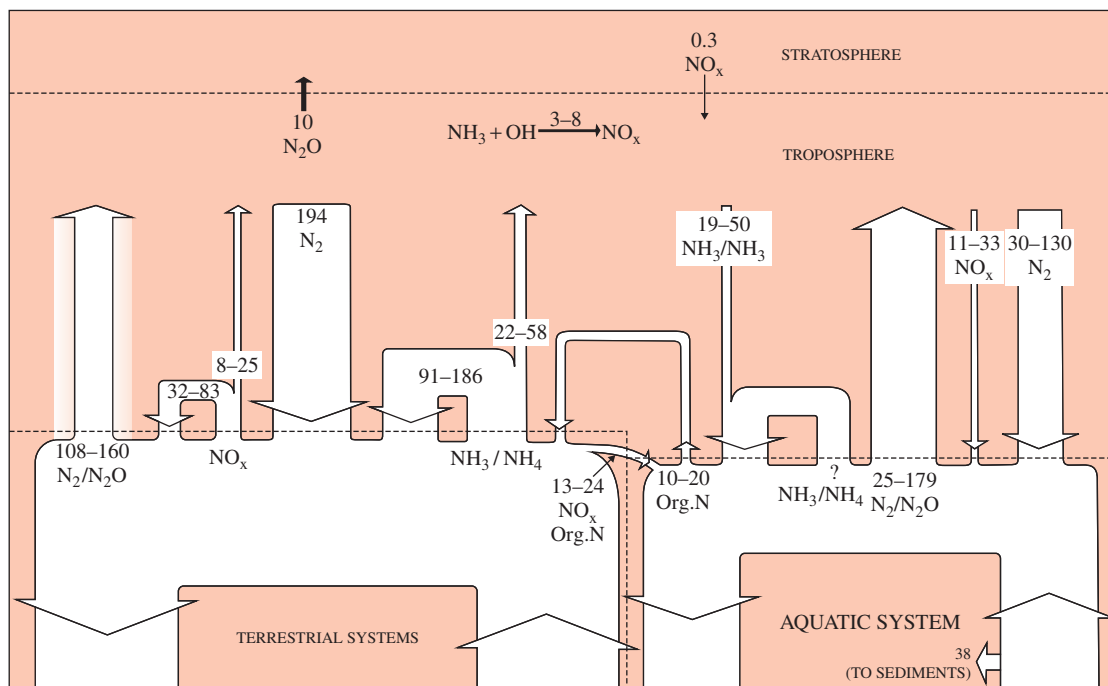 0.3
NOx
STRATOSPHERE
10
N2O
NH3 + OH 3–8 NOx
TROPOSPHERE
194
N2
19–50
NH3/NH3
11–33
NOx
30–130
N2
22–58
8–25
32–83
91–186
108–160
N2/N2O
NOx
NH3 / NH4
13–24
NOx
Org.N
10–20
Org.N
?
NH3/NH4
25–179
N2/N2O
TERRESTRIAL SYSTEMS
AQUATIC SYSTEM
38
(TO SEDIMENTS)